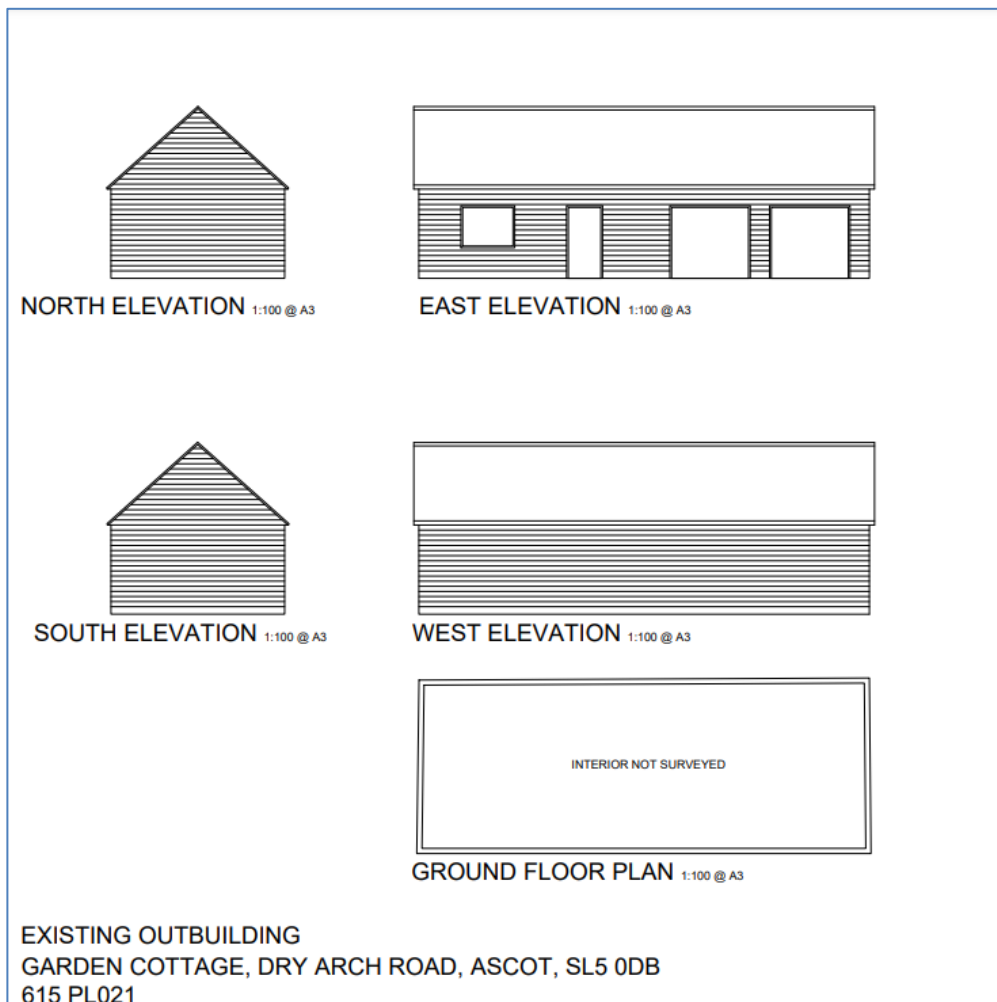 NORTH ELEVATION 1:100 @ A3
EAST ELEVATION 1:100 @ A3
SOUTH ELEVATION 1:100 @ A3
WEST ELEVATION 1:100 @ A3
INTERIOR NOT SURVEYED
GROUND FLOOR PLAN 1:100 @ A3
EXISTING OUTBUILDING
GARDEN COTTAGE, DRY ARCH ROAD, ASCOT, SL5 0DB
615 PL021